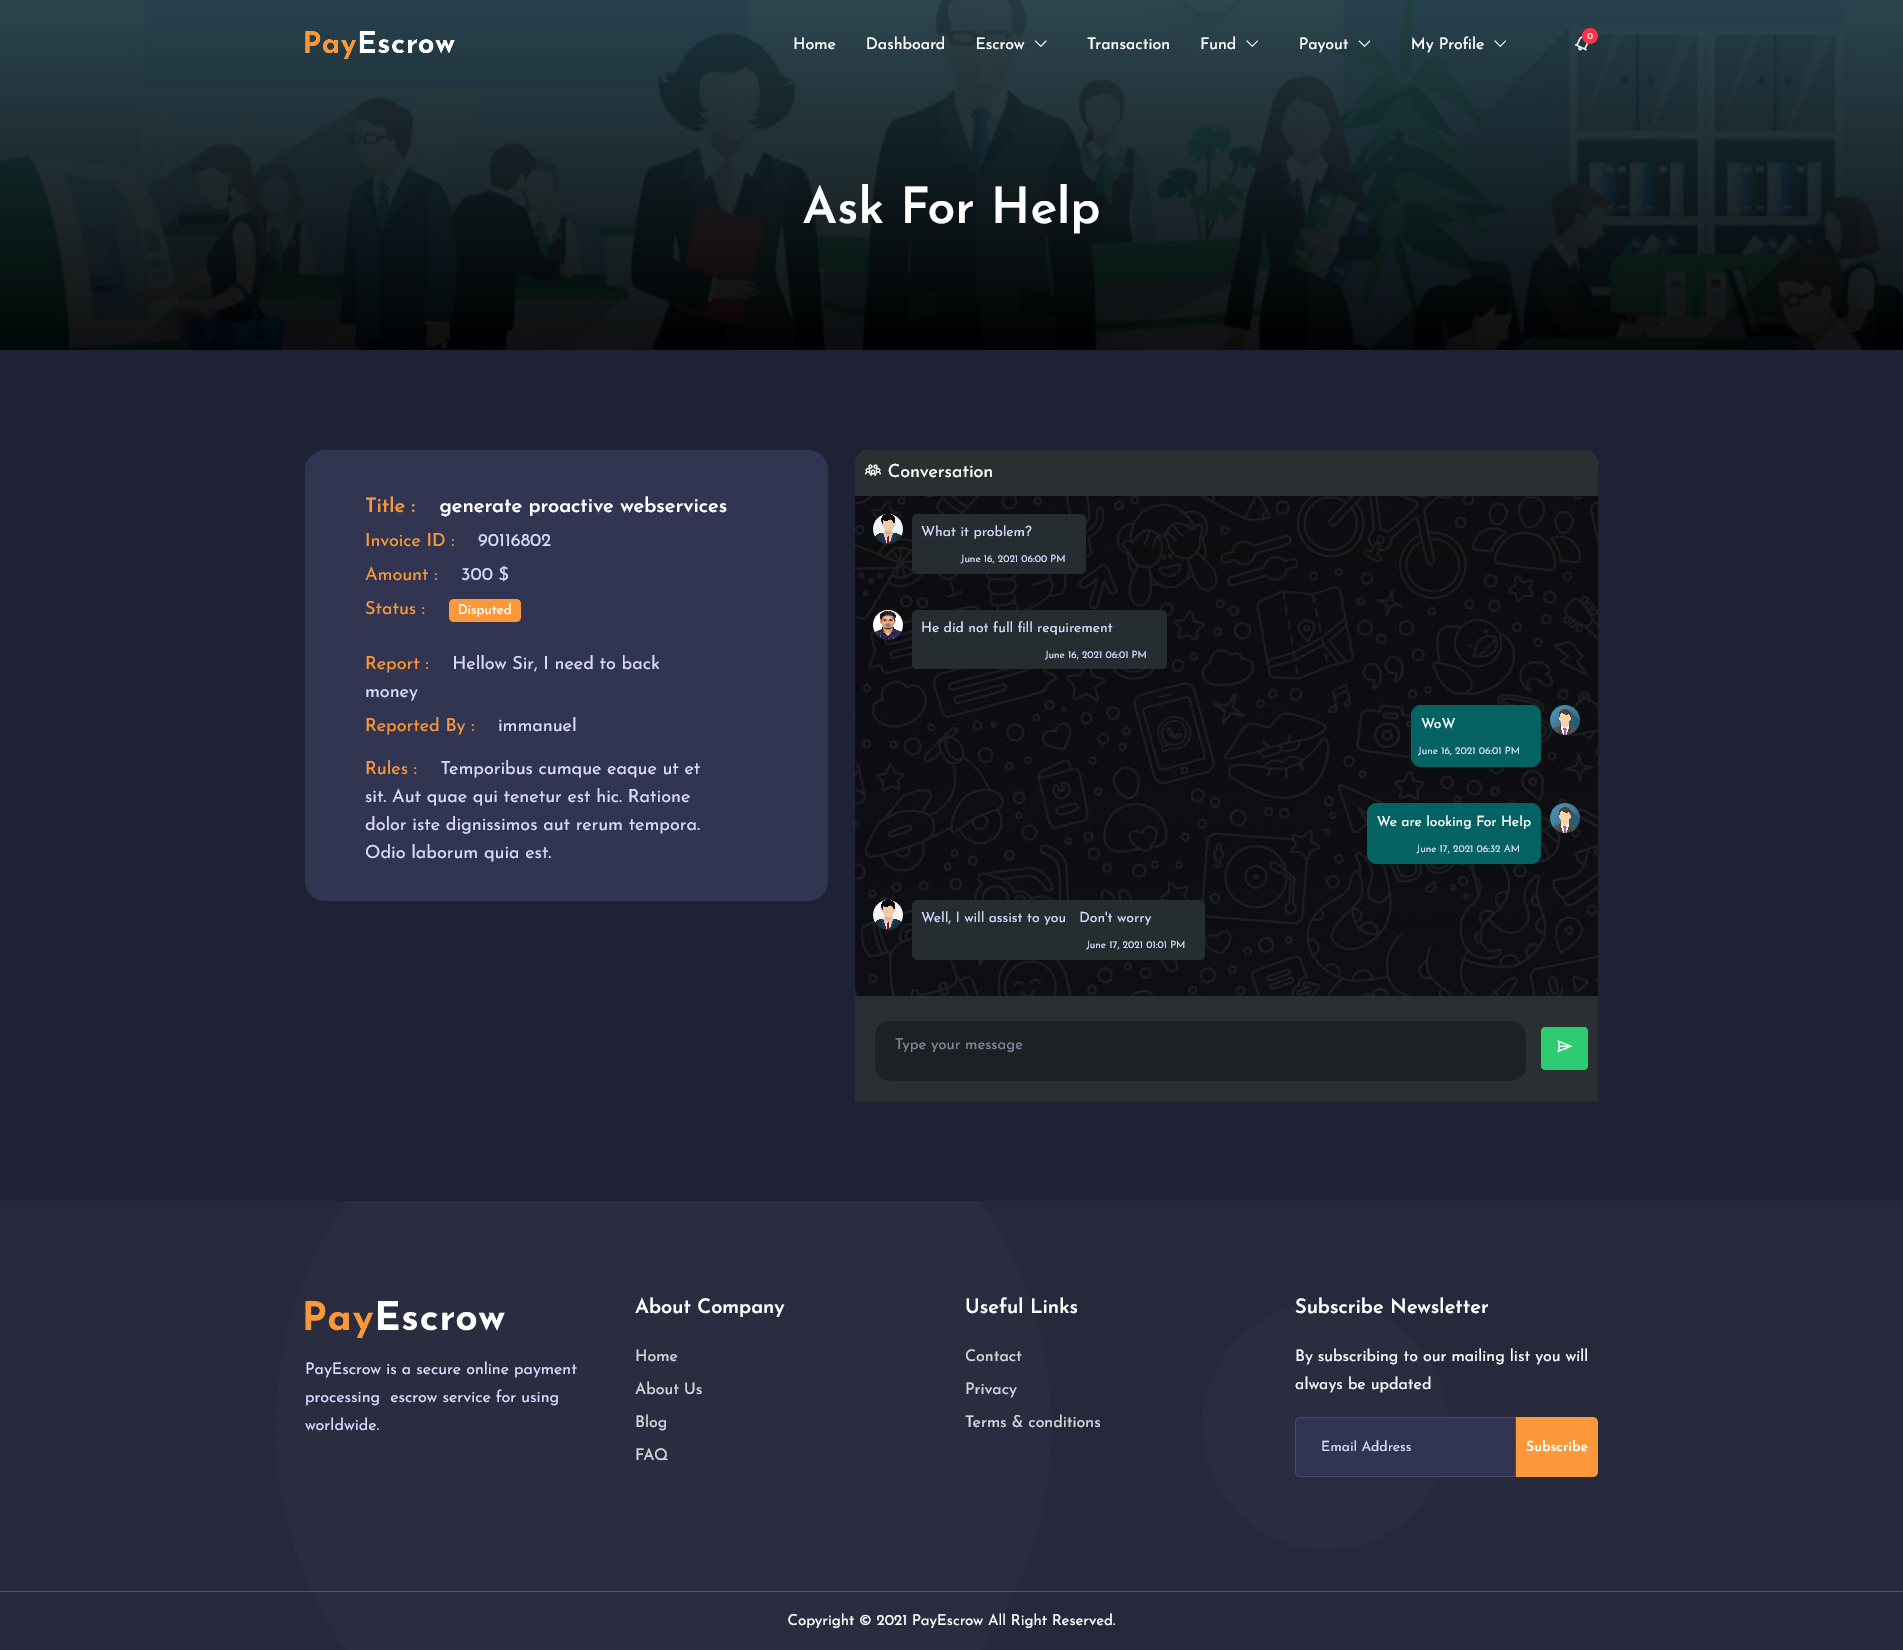 PayEscrow
Home Dashboard Escrow Transaction Fund Payout My Profile 0
Ask For Help
Title : generate proactive webservices
Invoice ID : 90116802
Amount : 300 $
Status : Disputed
Report : Hellow Sir, I need to back
money
Reported By : immanuel
Rules : Temporibus cumque eaque ut et
sit. Aut quae qui tenetur est hic. Ratione
dolor iste dignissimos aut rerum tempora.
Odio laborum quia est.
Conversation
What it problem?
June 16, 2021 06:00 PM
He did not full fill requirement
June 16, 2021 06:01 PM
WoW
June 16, 2021 06:01 PM
We are looking For Help
June 17, 2021 06:32 AM
Well, I will assist to you Don't worry
June 17, 2021 01:01 PM
Type your message
PayEscrow
PayEscrow is a secure online payment
processing escrow service for using
worldwide.
About Company
Home
About Us
Blog
FAQ
Useful Links
Contact
Privacy
Terms & conditions
Subscribe Newsletter
By subscribing to our mailing list you will
always be updated
Email Address
Subscribe
Copyright © 2021 PayEscrow All Right Reserved.